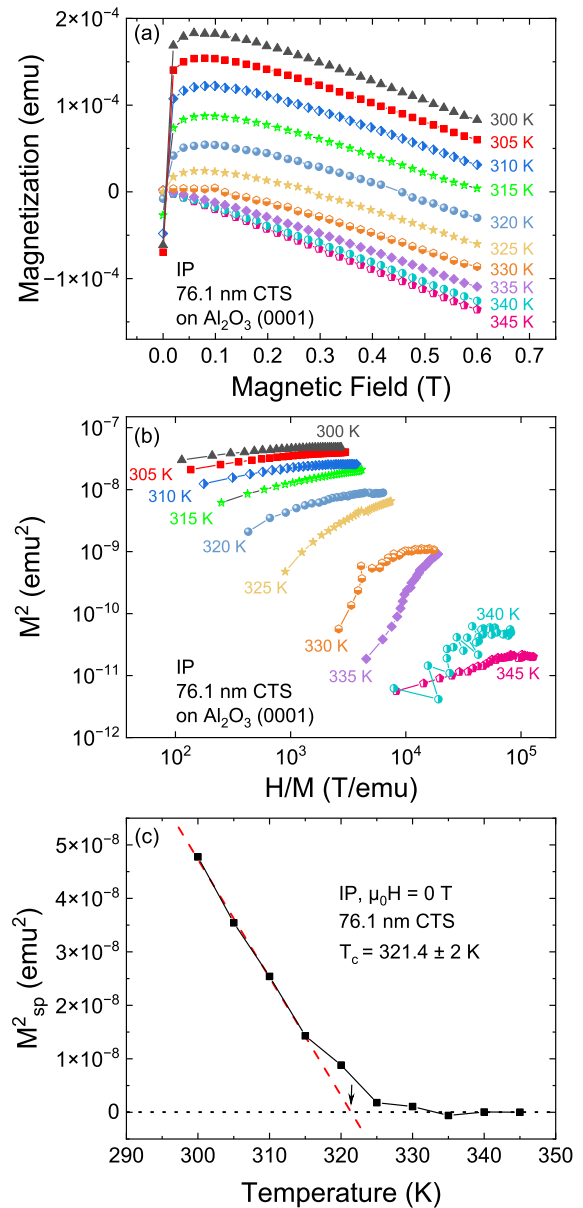 (a)
2×10⁻⁴
1×10⁻⁴
0
−1×10⁻⁴
Magnetization (emu)
300 K
305 K
310 K
315 K
320 K
325 K
330 K
335 K
340 K
345 K
IP
76.1 nm CTS
on Al₂O₃ (0001)
0.0 0.1 0.2 0.3 0.4 0.5 0.6 0.7
Magnetic Field (T)
(b)
10⁻⁷
10⁻⁸
10⁻⁹
10⁻¹⁰
10⁻¹¹
10⁻¹²
M² (emu²)
300 K
305 K
310 K
315 K
320 K
325 K
330 K
335 K
340 K
345 K
IP
76.1 nm CTS
on Al₂O₃ (0001)
10² 10³ 10⁴ 10⁵
H/M (T/emu)
(c)
5×10⁻⁸
4×10⁻⁸
3×10⁻⁸
2×10⁻⁸
1×10⁻⁸
0
M²sp (emu²)
IP, μ₀H = 0 T
76.1 nm CTS
Tc = 321.4 ± 2 K
290 300 310 320 330 340 350
Temperature (K)